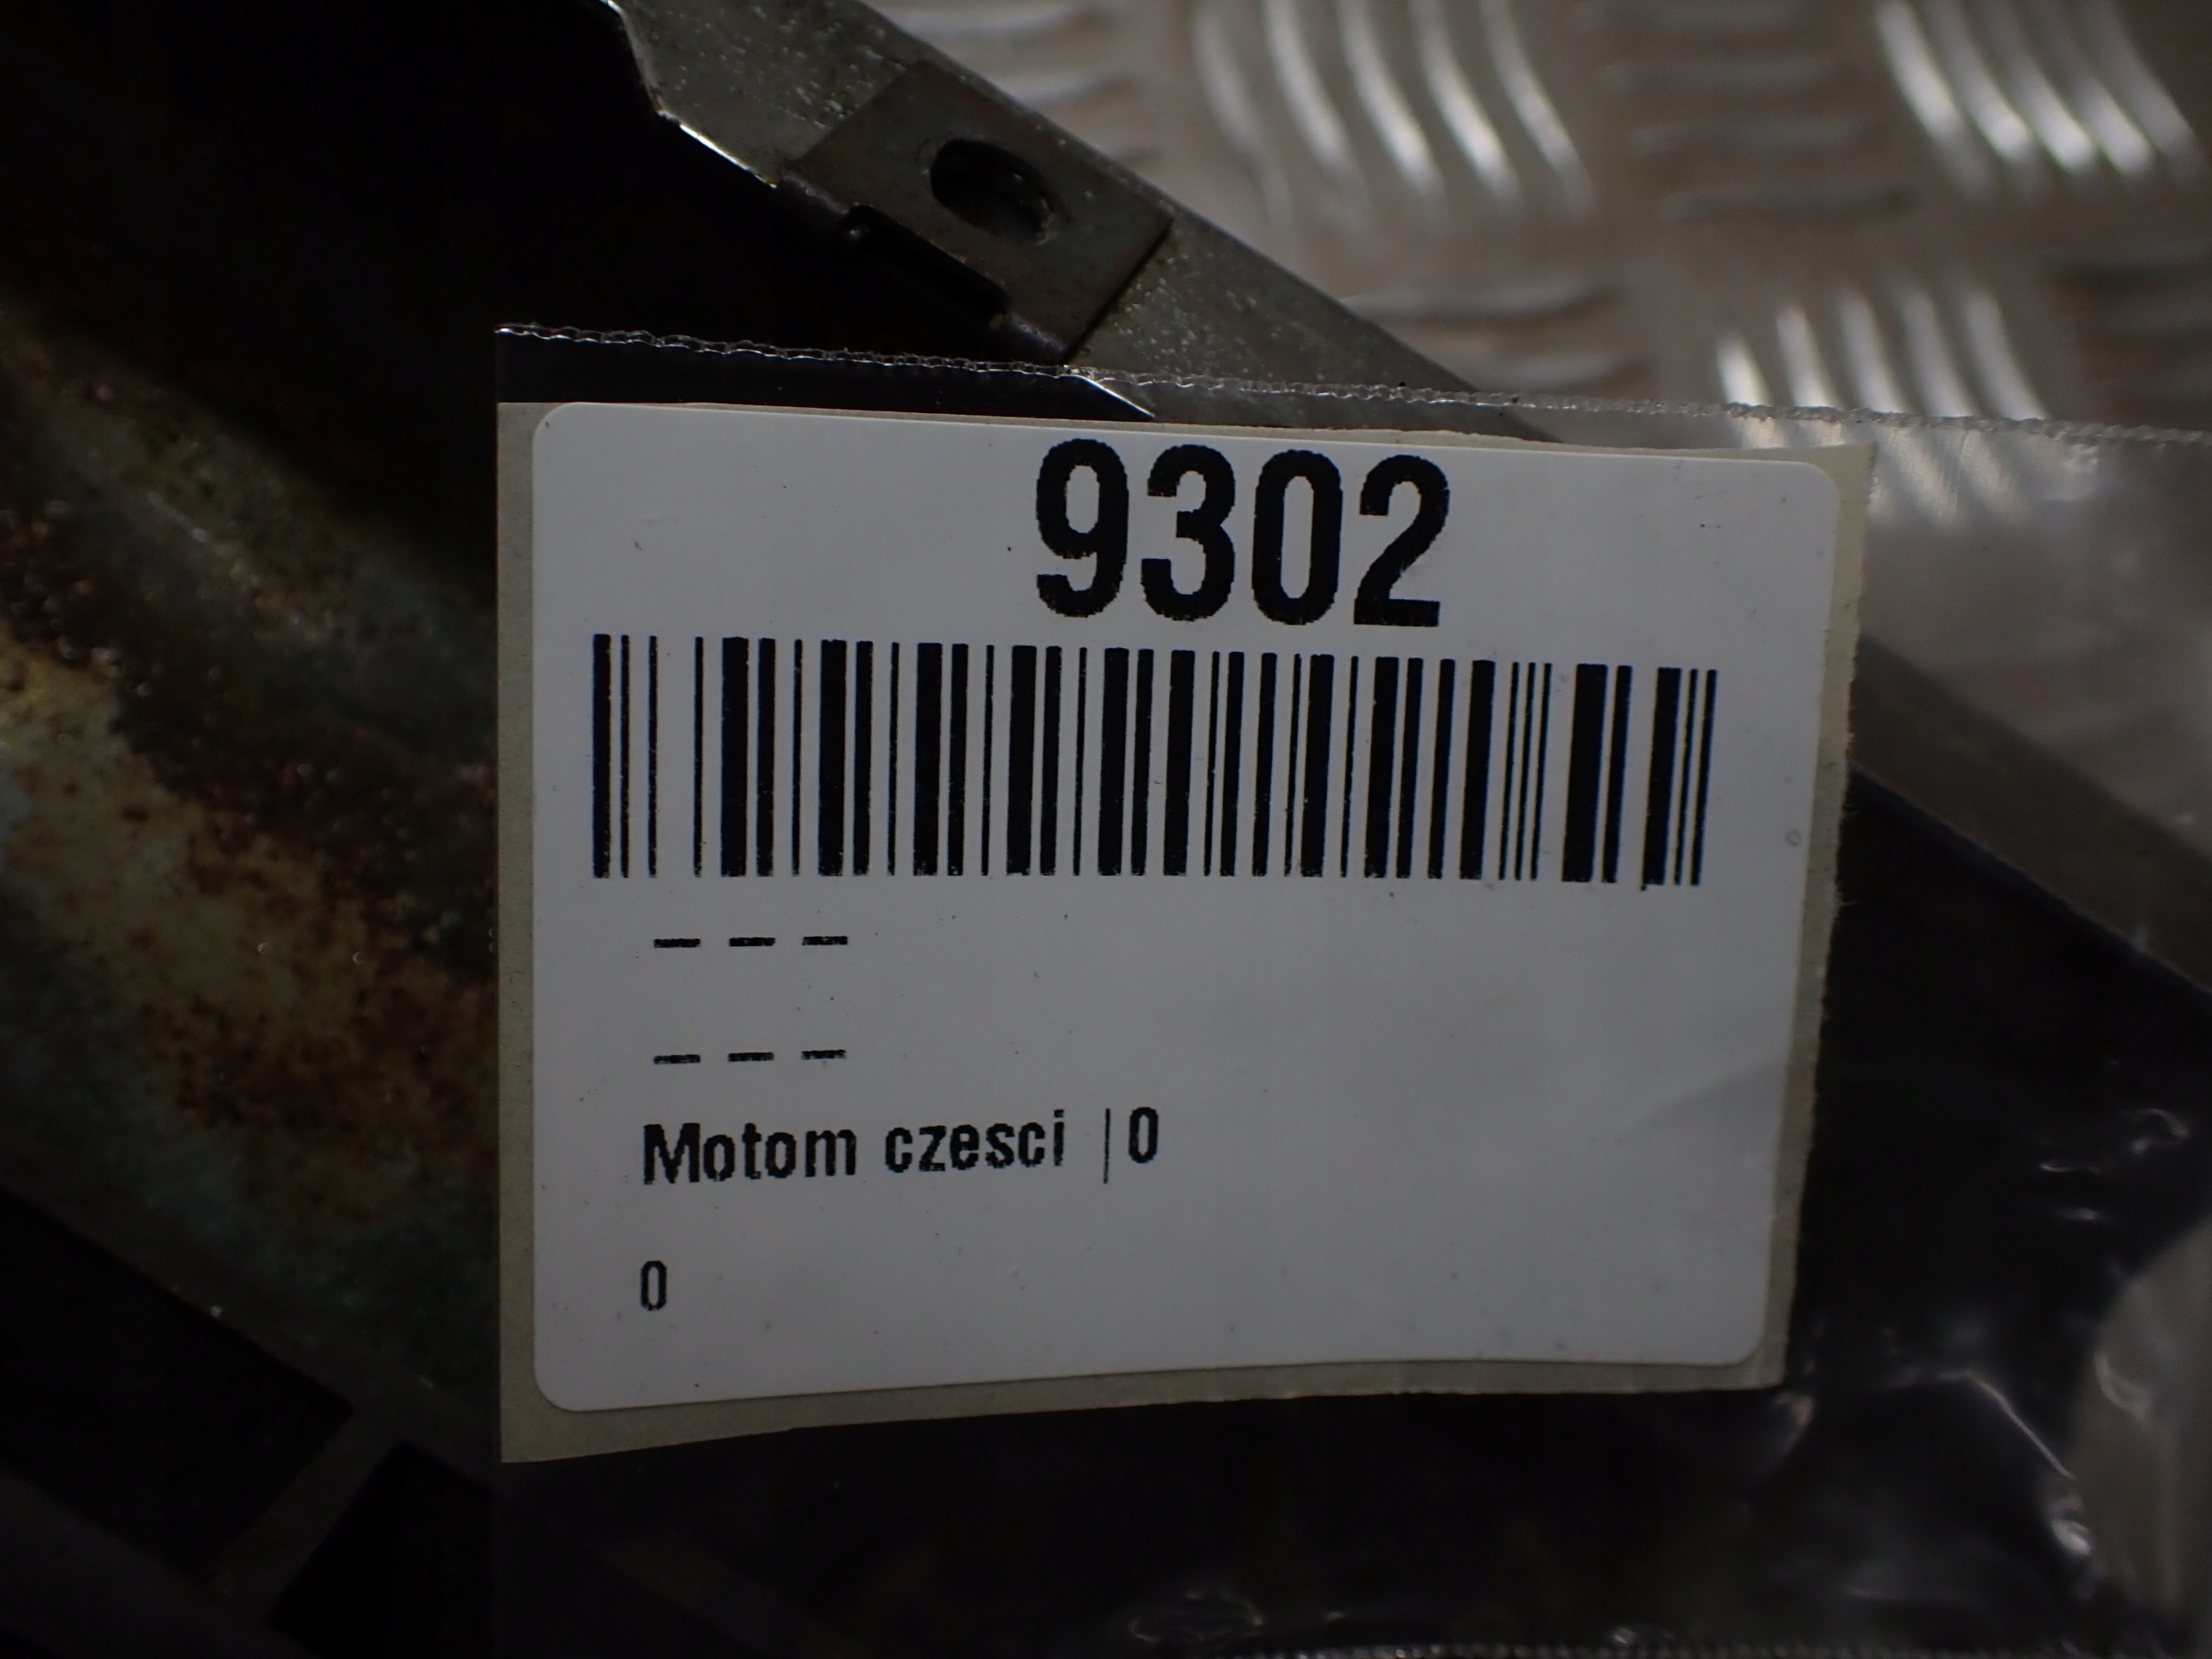 9302
— — —
— — —
Motom czesci |0
0